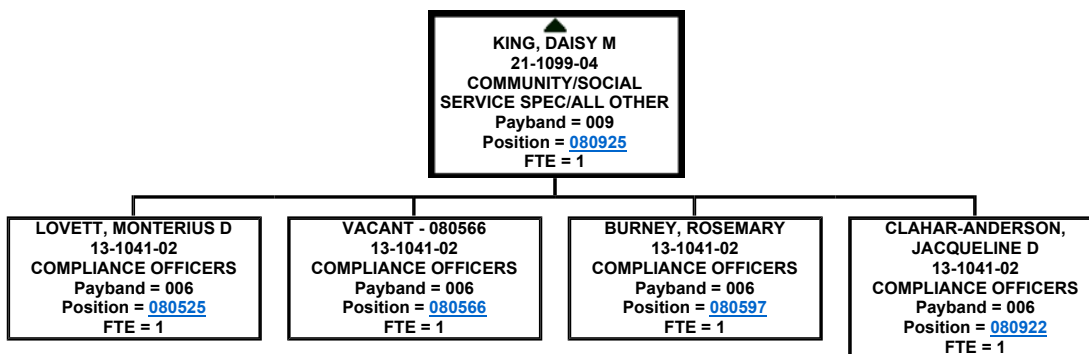 KING, DAISY M
21-1099-04
COMMUNITY/SOCIAL
SERVICE SPEC/ALL OTHER
Payband = 009
Position = 080925
FTE = 1
LOVETT, MONTERIUS D
13-1041-02
COMPLIANCE OFFICERS
Payband = 006
Position = 080525
FTE = 1
VACANT - 080566
13-1041-02
COMPLIANCE OFFICERS
Payband = 006
Position = 080566
FTE = 1
BURNEY, ROSEMARY
13-1041-02
COMPLIANCE OFFICERS
Payband = 006
Position = 080597
FTE = 1
CLAHAR-ANDERSON,
JACQUELINE D
13-1041-02
COMPLIANCE OFFICERS
Payband = 006
Position = 080922
FTE = 1